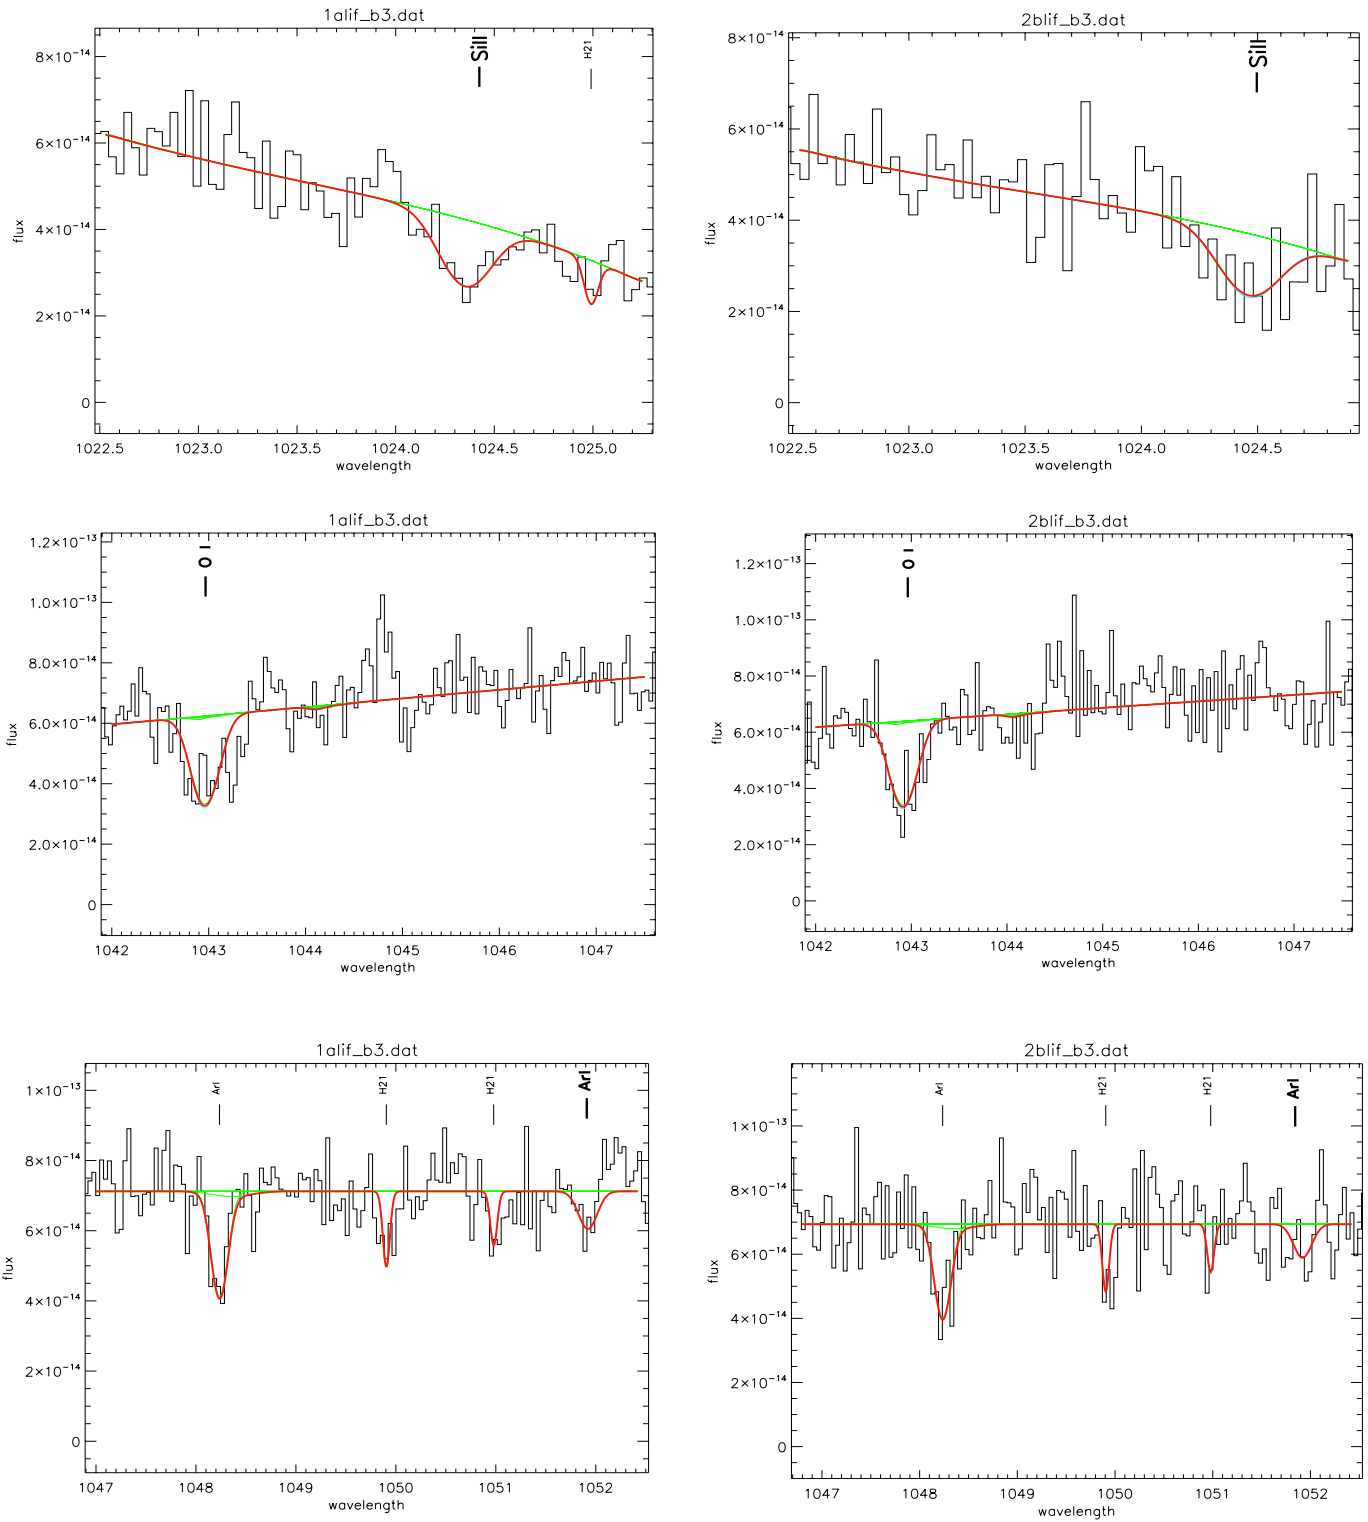 1alif_b3.dat
SiII
H21
8×10⁻¹⁴
6×10⁻¹⁴
4×10⁻¹⁴
2×10⁻¹⁴
0
flux
1022.5 1023.0 1023.5 1024.0 1024.5 1025.0
wavelength
2blif_b3.dat
SiII
8×10⁻¹⁴
6×10⁻¹⁴
4×10⁻¹⁴
2×10⁻¹⁴
0
flux
1022.5 1023.0 1023.5 1024.0 1024.5
wavelength
1alif_b3.dat
O I
1.2×10⁻¹³
1.0×10⁻¹³
8.0×10⁻¹⁴
6.0×10⁻¹⁴
4.0×10⁻¹⁴
2.0×10⁻¹⁴
0
flux
1042 1043 1044 1045 1046 1047
wavelength
2blif_b3.dat
O I
1.2×10⁻¹³
1.0×10⁻¹³
8.0×10⁻¹⁴
6.0×10⁻¹⁴
4.0×10⁻¹⁴
2.0×10⁻¹⁴
0
flux
1042 1043 1044 1045 1046 1047
wavelength
1alif_b3.dat
ArI H21 H21 ArI
1×10⁻¹³
8×10⁻¹⁴
6×10⁻¹⁴
4×10⁻¹⁴
2×10⁻¹⁴
0
flux
1047 1048 1049 1050 1051 1052
wavelength
2blif_b3.dat
ArI H21 H21 ArI
1×10⁻¹³
8×10⁻¹⁴
6×10⁻¹⁴
4×10⁻¹⁴
2×10⁻¹⁴
0
flux
1047 1048 1049 1050 1051 1052
wavelength